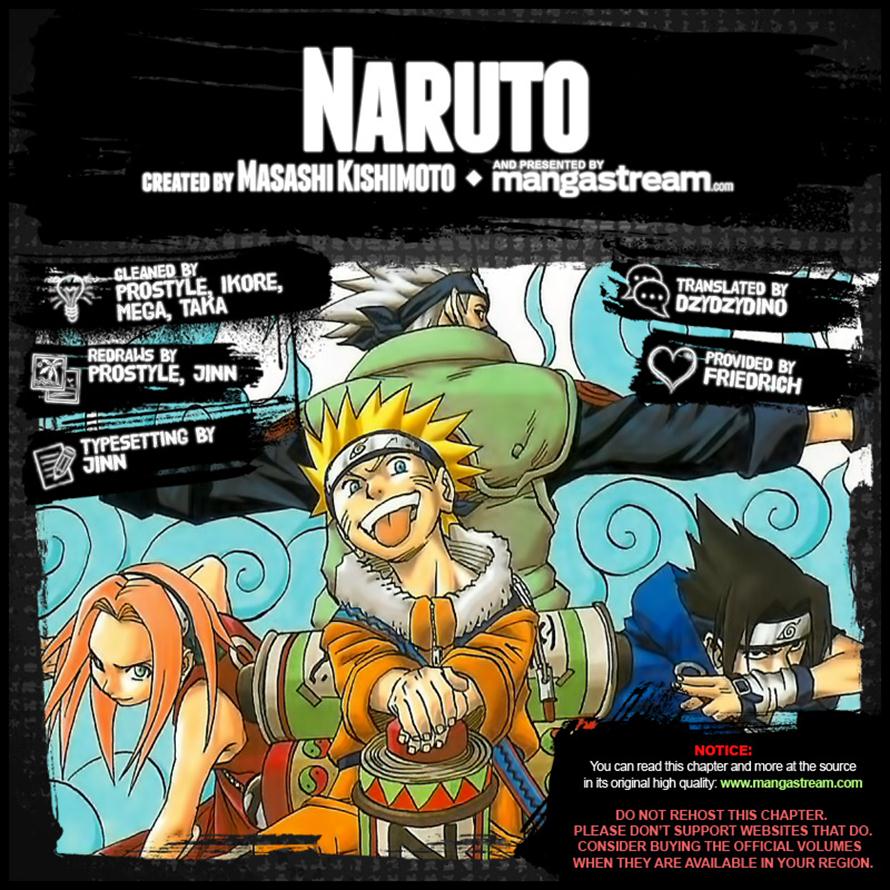 NARUTO
CREATED BY MASASHI KISHIMOTO ◆ AND PRESENTED BY mangastream.com
CLEANED BY
PROSTYLE, IKORE,
MEGA, TAKA
REDRAWS BY
PROSTYLE, JINN
TYPESETTING BY
JINN
TRANSLATED BY
DZYDZYDINO
PROVIDED BY
FRIEDRICH
NOTICE:
You can read this chapter and more at the source
in its original high quality: www.mangastream.com
DO NOT REHOST THIS CHAPTER.
PLEASE DON'T SUPPORT WEBSITES THAT DO.
CONSIDER BUYING THE OFFICIAL VOLUMES
WHEN THEY ARE AVAILABLE IN YOUR REGION.